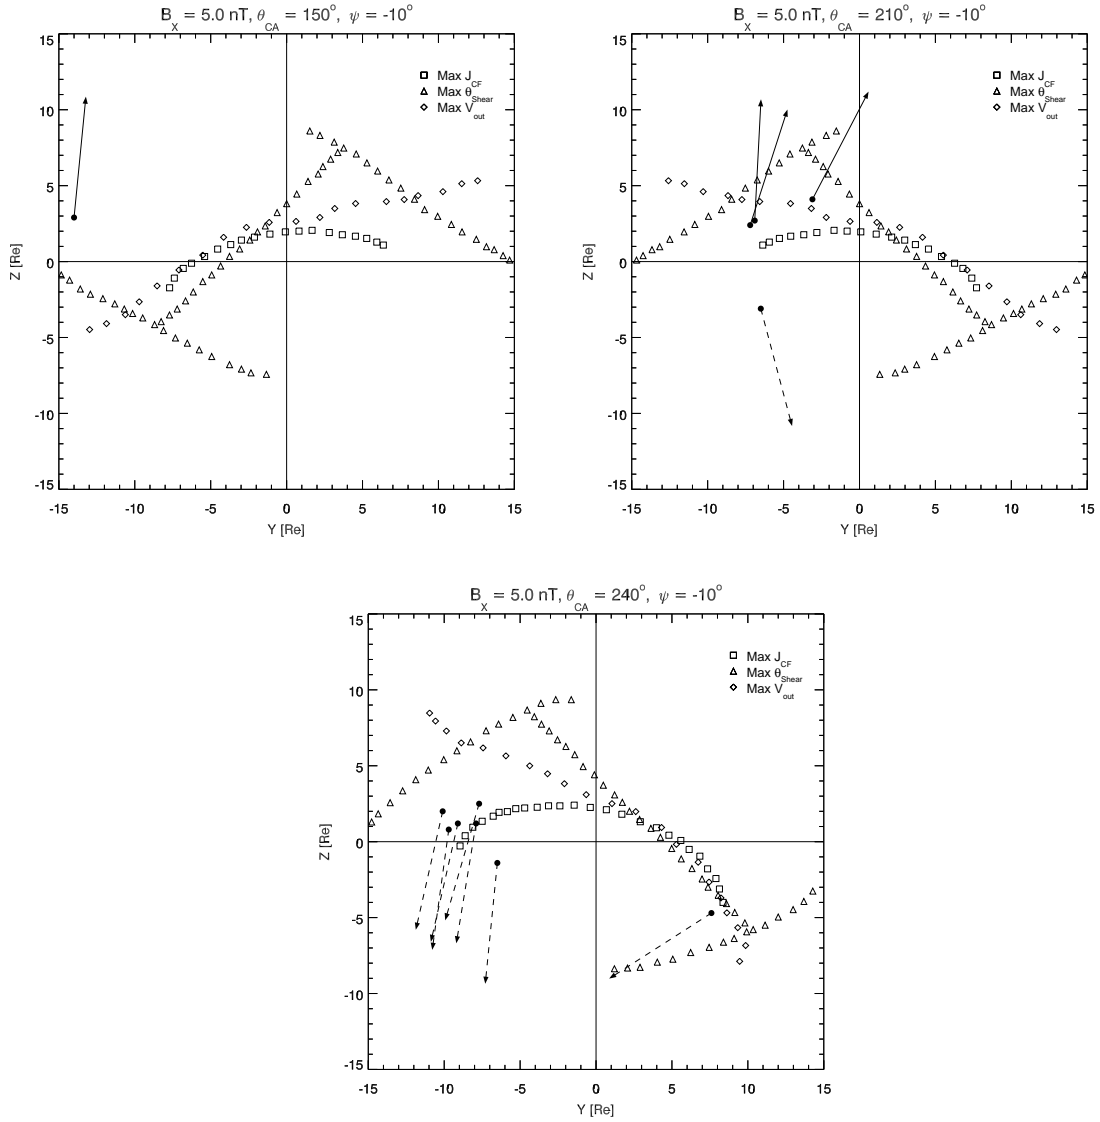 B_X = 5.0 nT, θ_CA = 150°, ψ = -10°
15
10
5
0
-5
-10
-15
Z [Re]
-15 -10 -5 0 5 10 15
Y [Re]
Max J_CF
Max θ_Shear
Max V_out
B_X = 5.0 nT, θ_CA = 210°, ψ = -10°
15
10
5
0
-5
-10
-15
Z [Re]
-15 -10 -5 0 5 10 15
Y [Re]
Max J_CF
Max θ_Shear
Max V_out
B_X = 5.0 nT, θ_CA = 240°, ψ = -10°
15
10
5
0
-5
-10
-15
Z [Re]
-15 -10 -5 0 5 10 15
Y [Re]
Max J_CF
Max θ_Shear
Max V_out